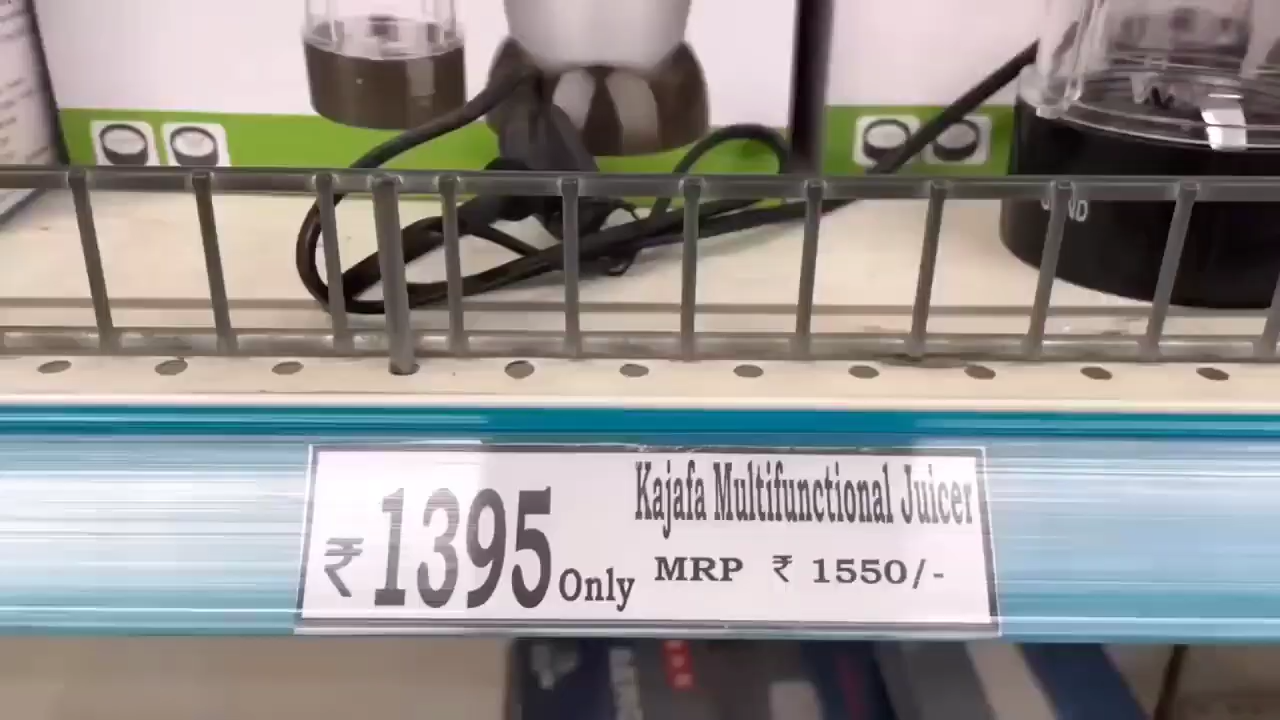 ₹ 1395 Only
Kajafa Multifunctional Juicer
MRP ₹ 1550/-